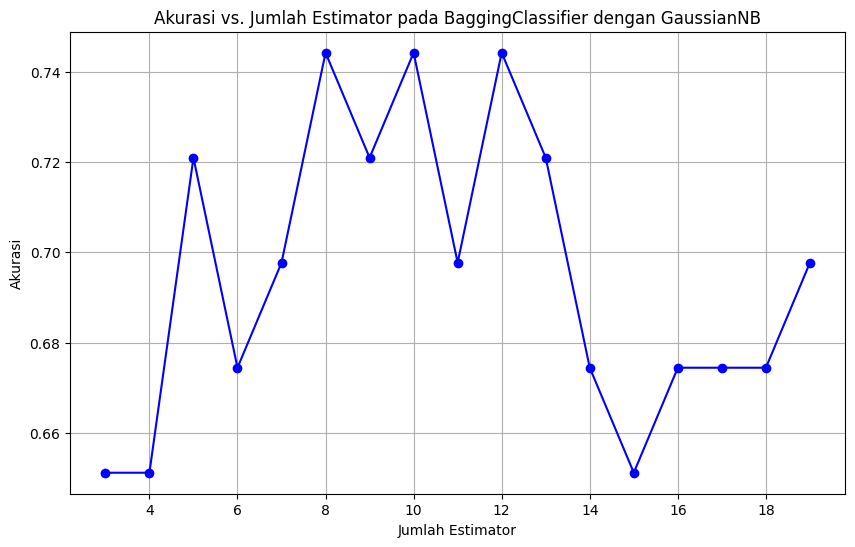 Akurasi vs. Jumlah Estimator pada BaggingClassifier dengan GaussianNB
Akurasi
0.74
0.72
0.70
0.68
0.66
4 6 8 10 12 14 16 18
Jumlah Estimator